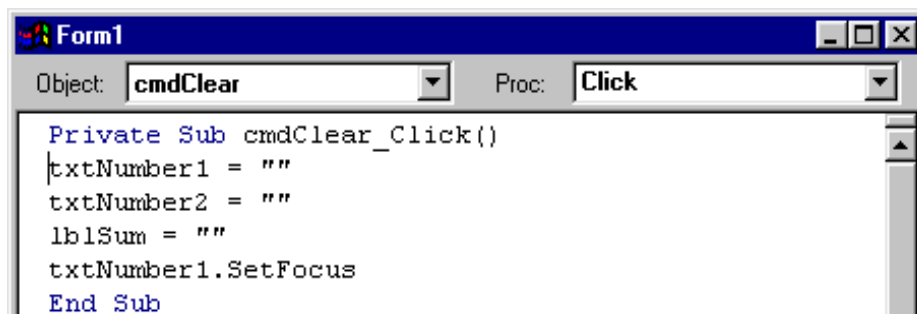 Form1
Object: cmdClear Proc: Click
Private Sub cmdClear_Click()
txtNumber1 = ""
txtNumber2 = ""
lblSum = ""
txtNumber1.SetFocus
End Sub